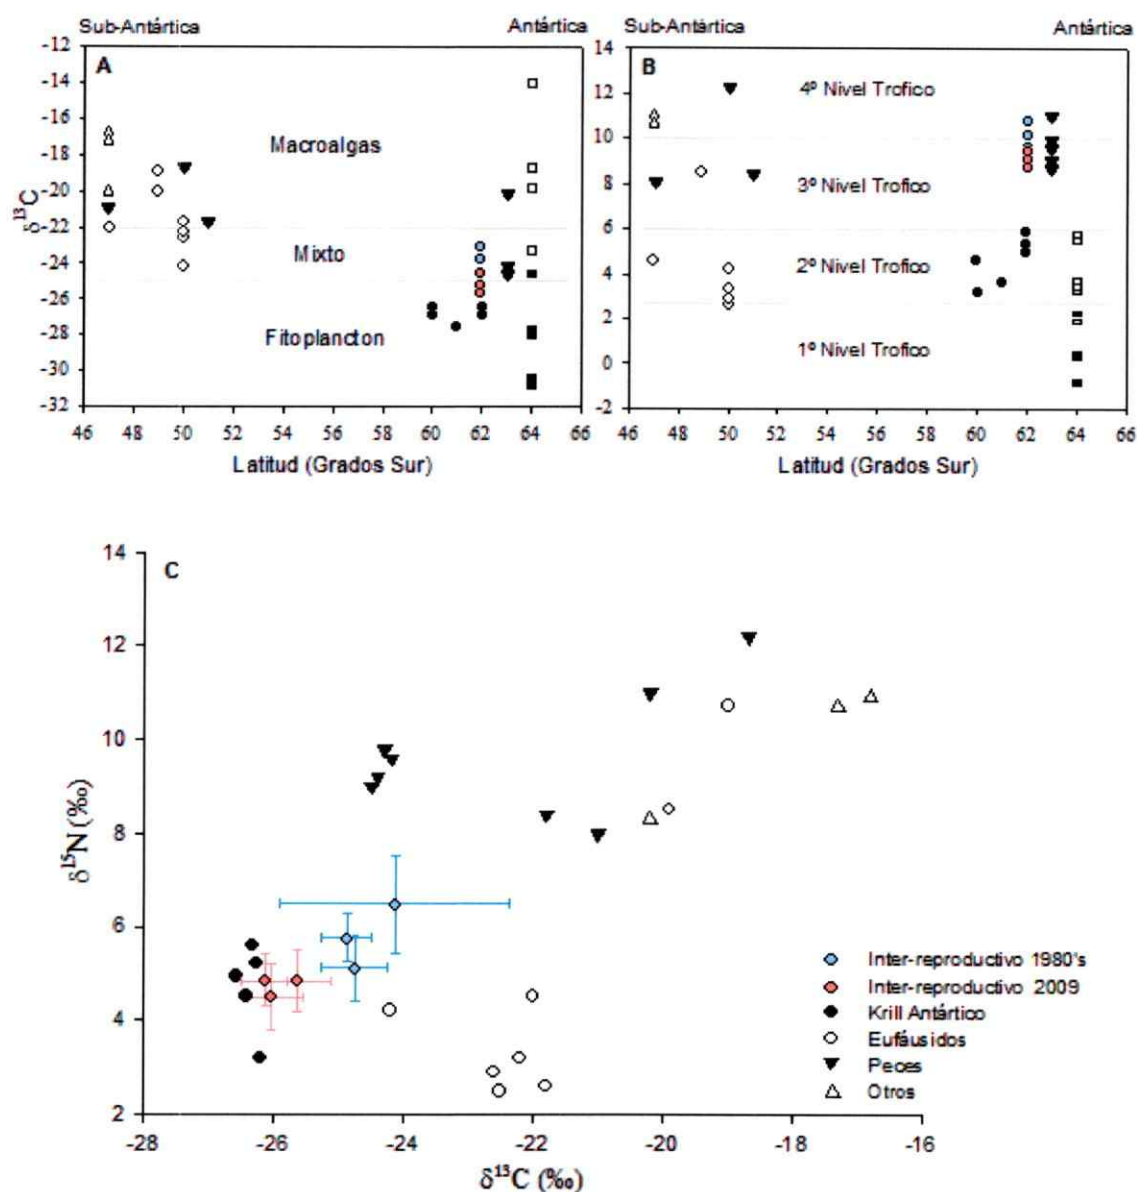 Sub-Antártica Antártica
A
-12
-14
-16
-18
-20
-22
-24
-26
-28
-30
-32
δ¹³C
Macroalgas
Mixto
Fitoplancton
46 48 50 52 54 56 58 60 62 64 66
Latitud (Grados Sur)
Sub-Antártica Antártica
B
14
12
10
8
6
4
2
0
-2
4º Nivel Trofico
3º Nivel Trofico
2º Nivel Trofico
1º Nivel Trofico
46 48 50 52 54 56 58 60 62 64 66
Latitud (Grados Sur)
C
14
12
10
8
6
4
2
δ¹⁵N (‰)
-28 -26 -24 -22 -20 -18 -16
δ¹³C (‰)
Inter-reproductivo 1980's
Inter-reproductivo 2009
Krill Antártico
Eufáusidos
Peces
Otros